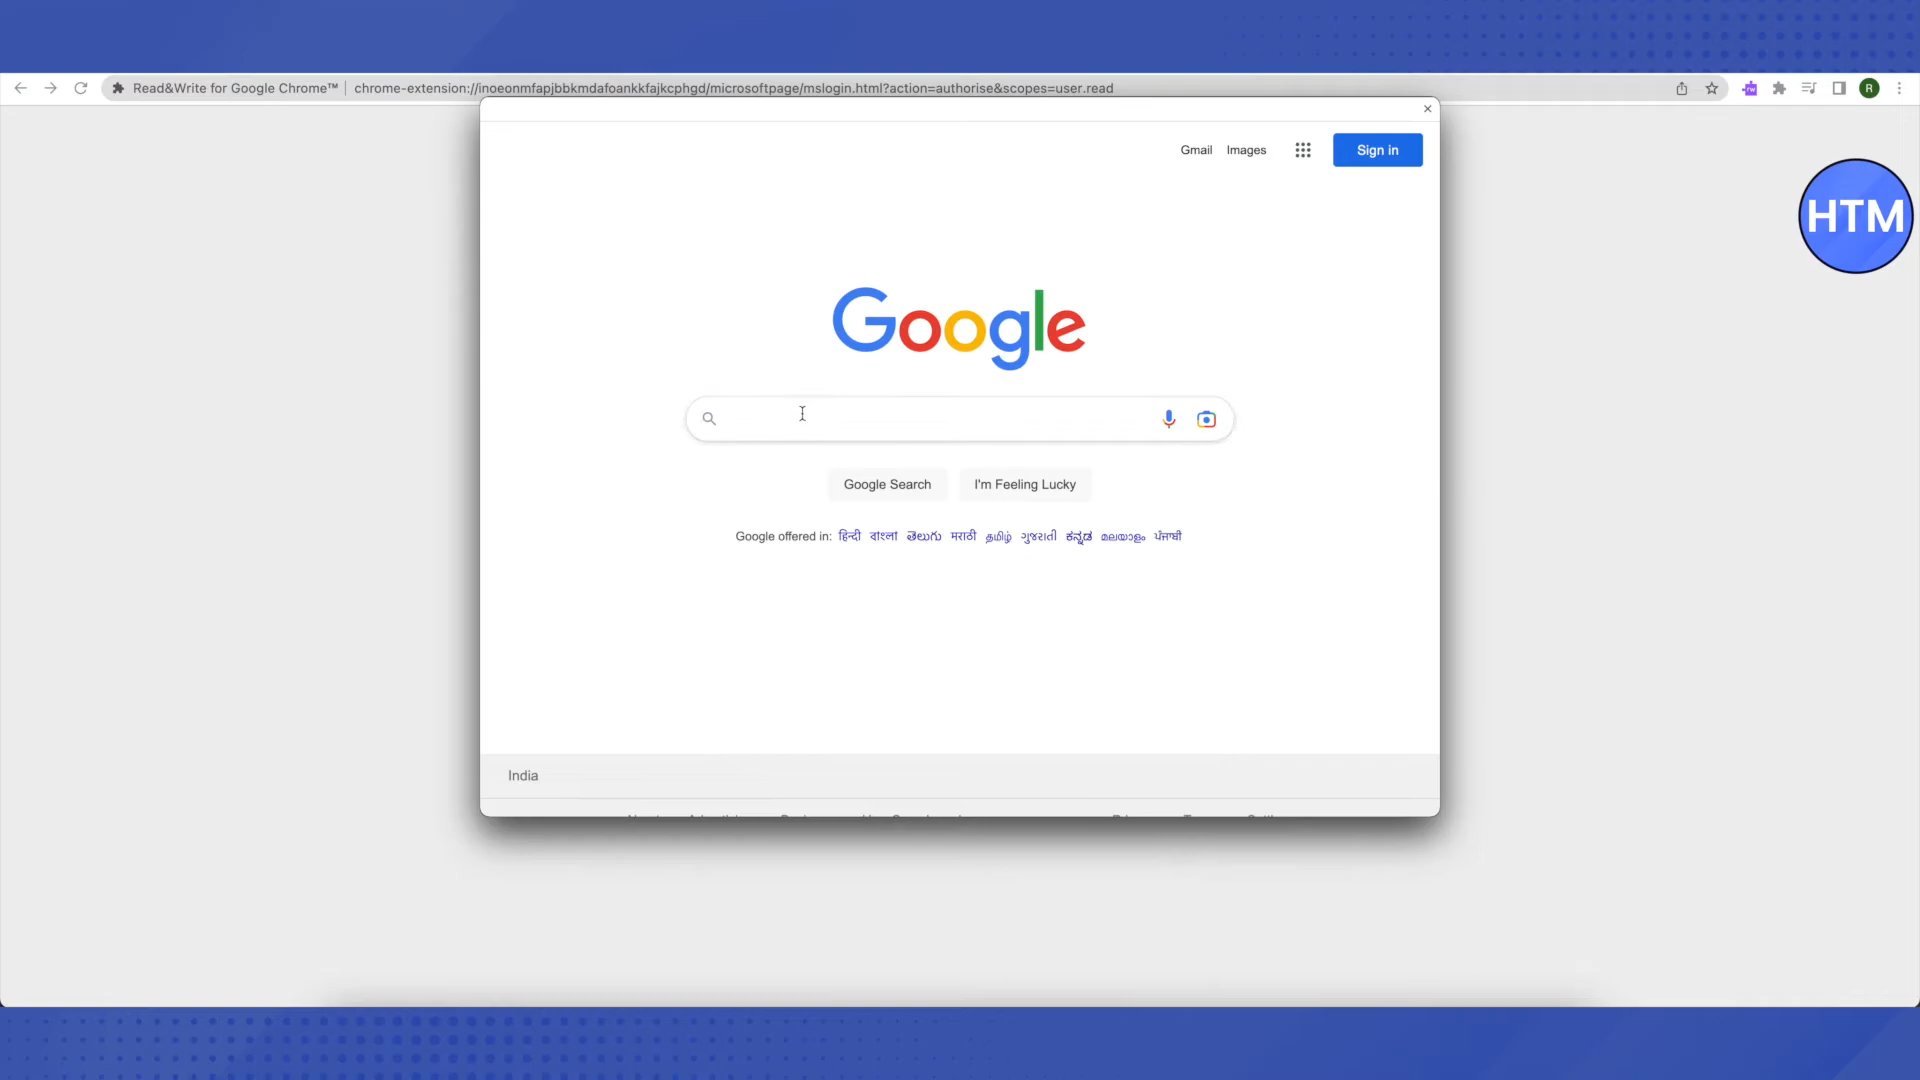 Read&Write for Google Chrome™ | chrome-extension://inoeonmfapjbbkmdafoankkfajkcphgd/microsoftpage/mslogin.html?action=authorise&scopes=user.read
rw
R
Gmail Images Sign in
HTM
Google
Google Search I'm Feeling Lucky
Google offered in: हिन्दी বাংলা తెలుగు मराठी தமிழ் ગુજરાતી ಕನ್ನಡ മലയാളം ਪੰਜਾਬੀ
India